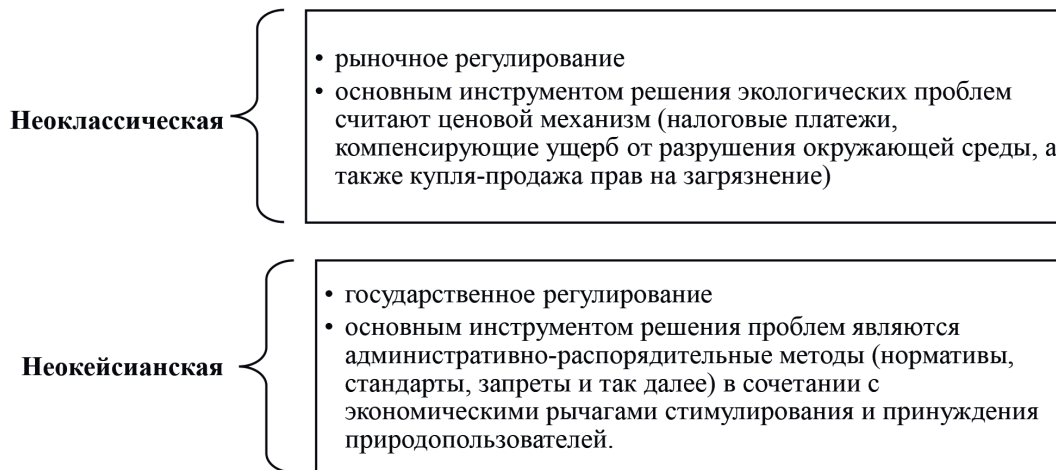 Неоклассическая
• рыночное регулирование
• основным инструментом решения экологических проблем
считают ценовой механизм (налоговые платежи,
компенсирующие ущерб от разрушения окружающей среды, а
также купля-продажа прав на загрязнение)
Неокейсианская
• государственное регулирование
• основным инструментом решения проблем являются
административно-распорядительные методы (нормативы,
стандарты, запреты и так далее) в сочетании с
экономическими рычагами стимулирования и принуждения
природопользователей.